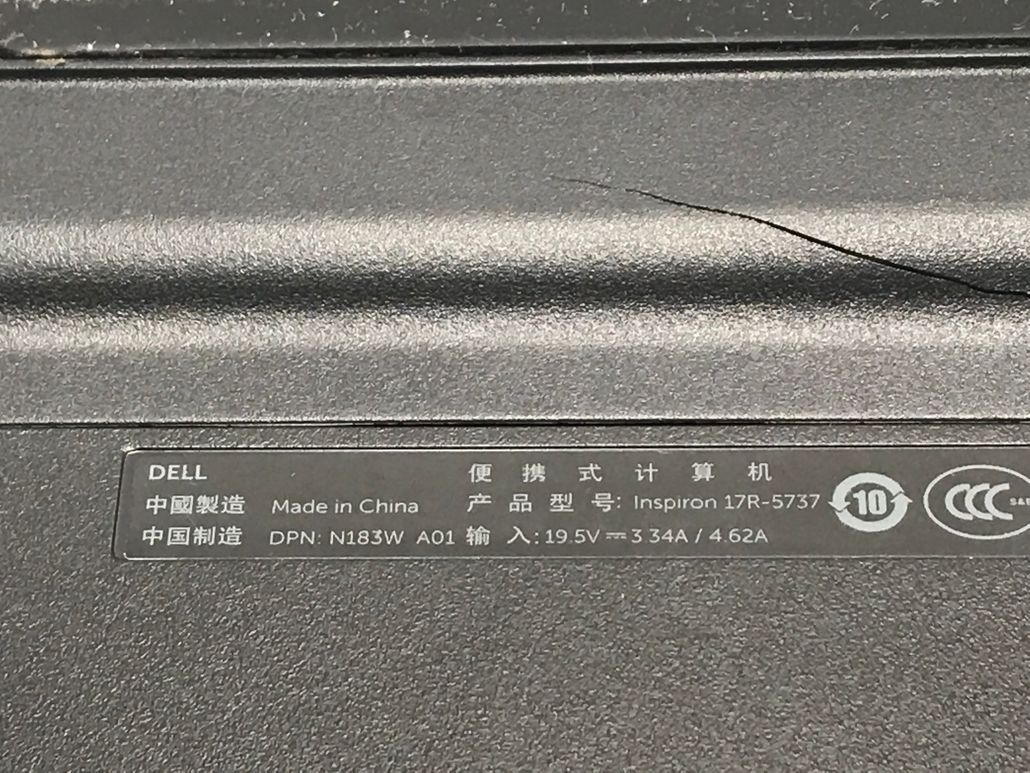 DELL
中國製造 Made in China
中国制造 DPN: N183W A01
便携式计算机
产品型号: Inspiron 17R-5737
输入: 19.5V⎓3.34A / 4.62A
10
CCC